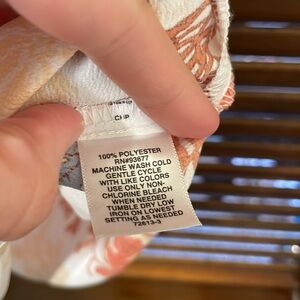 100% POLYESTER
RN#93677
MACHINE WASH COLD
GENTLE CYCLE
WITH LIKE COLORS
USE ONLY NON-
CHLORINE BLEACH
WHEN NEEDED
TUMBLE DRY LOW
IRON ON LOWEST
SETTING AS NEEDED
72613-3